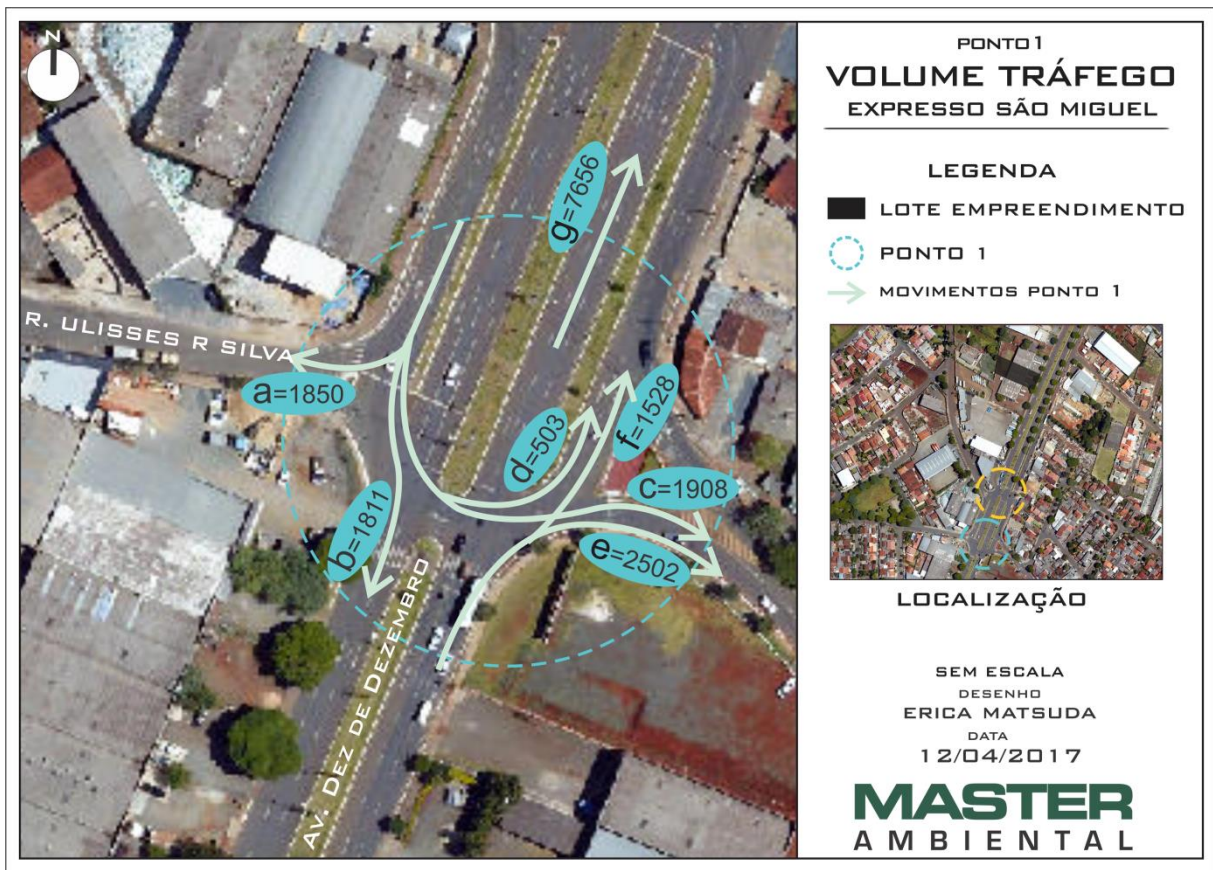 N
R. ULISSES R SILVA
a=1850
b=1811
g=7656
d=503
f=1528
c=1908
e=2502
AV. DEZ DE DEZEMBRO
PONTO 1
VOLUME TRÁFEGO
EXPRESSO SÃO MIGUEL
LEGENDA
LOTE EMPREENDIMENTO
PONTO 1
MOVIMENTOS PONTO 1
LOCALIZAÇÃO
SEM ESCALA
DESENHO
ERICA MATSUDA
DATA
12/04/2017
MASTER
AMBIENTAL